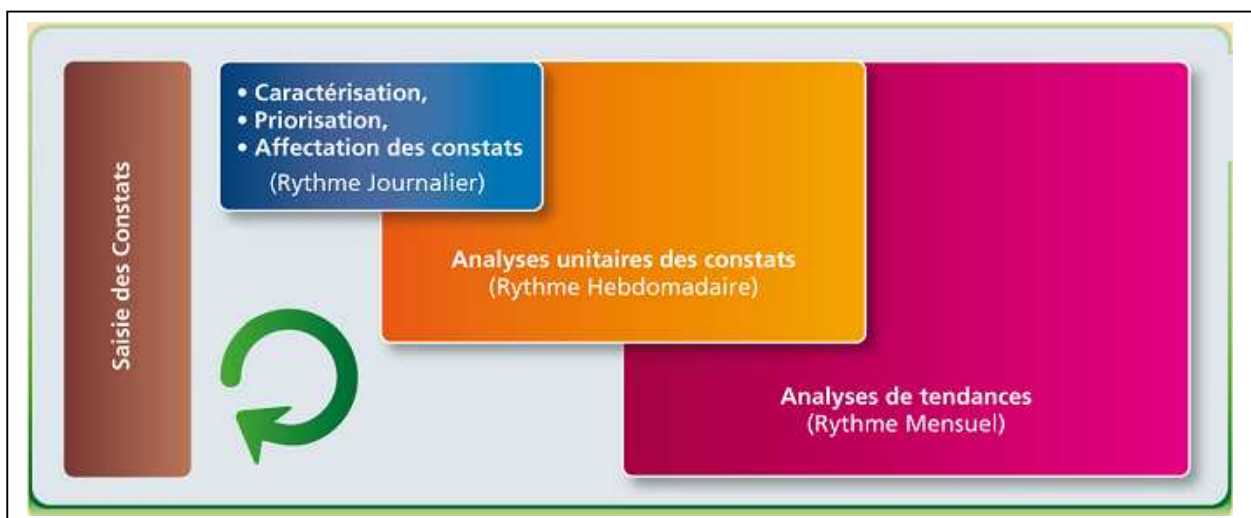 Saisie des Constats
• Caractérisation,
• Priorisation,
• Affectation des constats
(Rythme Journalier)
Analyses unitaires des constats
(Rythme Hebdomadaire)
Analyses de tendances
(Rythme Mensuel)